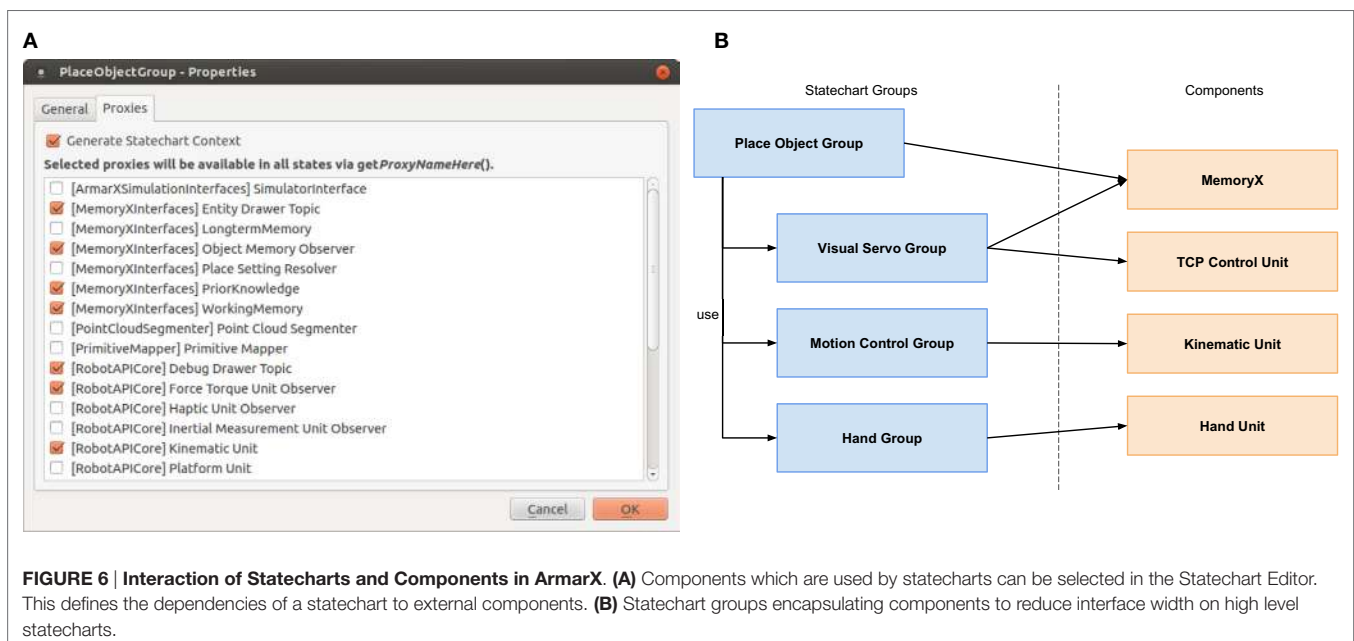 A
PlaceObjectGroup - Properties
General Proxies
Generate Statechart Context
Selected proxies will be available in all states via getProxyNameHere().
[ArmarXSimulationInterfaces] SimulatorInterface
[MemoryXInterfaces] Entity Drawer Topic
[MemoryXInterfaces] LongtermMemory
[MemoryXInterfaces] Object Memory Observer
[MemoryXInterfaces] Place Setting Resolver
[MemoryXInterfaces] PriorKnowledge
[MemoryXInterfaces] WorkingMemory
[PointCloudSegmenter] Point Cloud Segmenter
[PrimitiveMapper] Primitive Mapper
[RobotAPICore] Debug Drawer Topic
[RobotAPICore] Force Torque Unit Observer
[RobotAPICore] Haptic Unit Observer
[RobotAPICore] Inertial Measurement Unit Observer
[RobotAPICore] Kinematic Unit
[RobotAPICore] Platform Unit
Cancel OK
B
Statechart Groups Components
Place Object Group
MemoryX
Visual Servo Group
TCP Control Unit
use
Motion Control Group
Kinematic Unit
Hand Group
Hand Unit
FIGURE 6 | Interaction of Statecharts and Components in ArmarX. (A) Components which are used by statecharts can be selected in the Statechart Editor.
This defines the dependencies of a statechart to external components. (B) Statechart groups encapsulating components to reduce interface width on high level
statecharts.